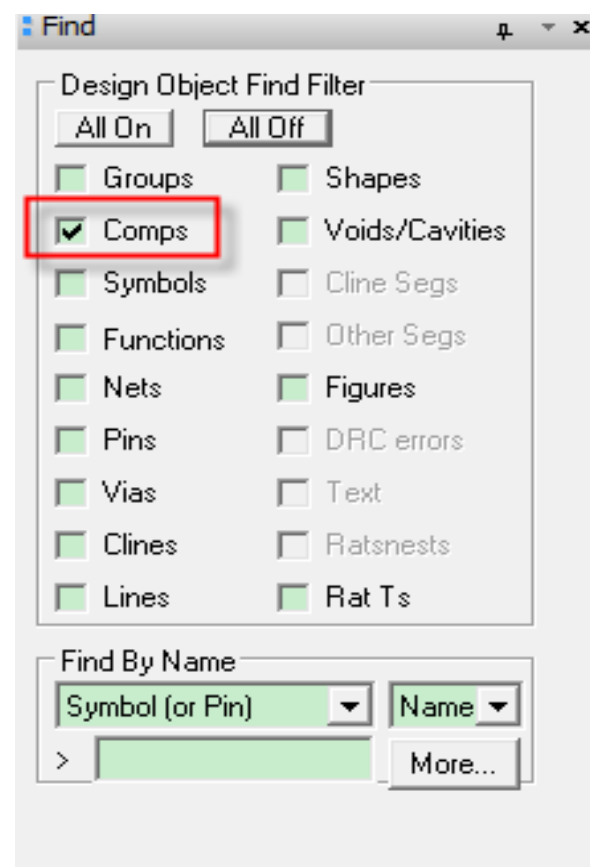 Find
Design Object Find Filter
All On All Off
Groups Shapes
Comps Voids/Cavities
Symbols Cline Segs
Functions Other Segs
Nets Figures
Pins DRC errors
Vias Text
Clines Ratsnests
Lines Rat Ts
Find By Name
Symbol (or Pin) Name
> More...